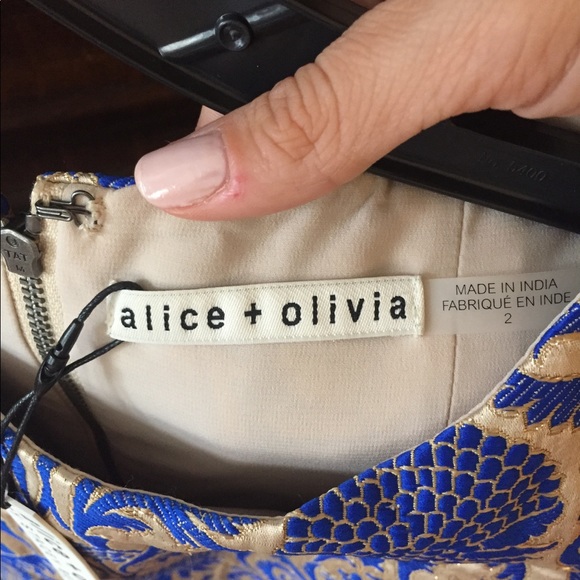 alice + olivia
MADE IN INDIA
FABRIQUÉ EN INDE
2